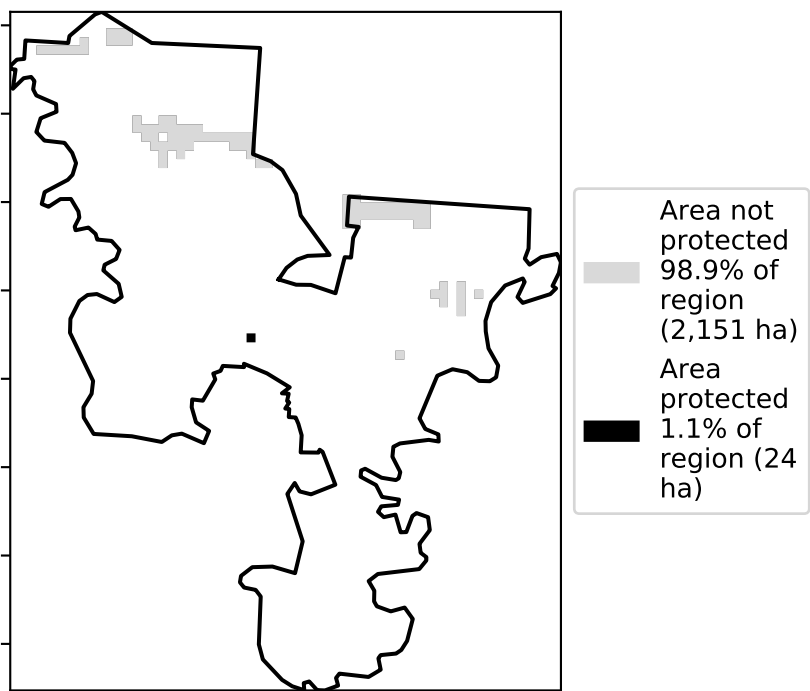 Area not
protected
98.9% of
region
(2,151 ha)
Area
protected
1.1% of
region (24
ha)